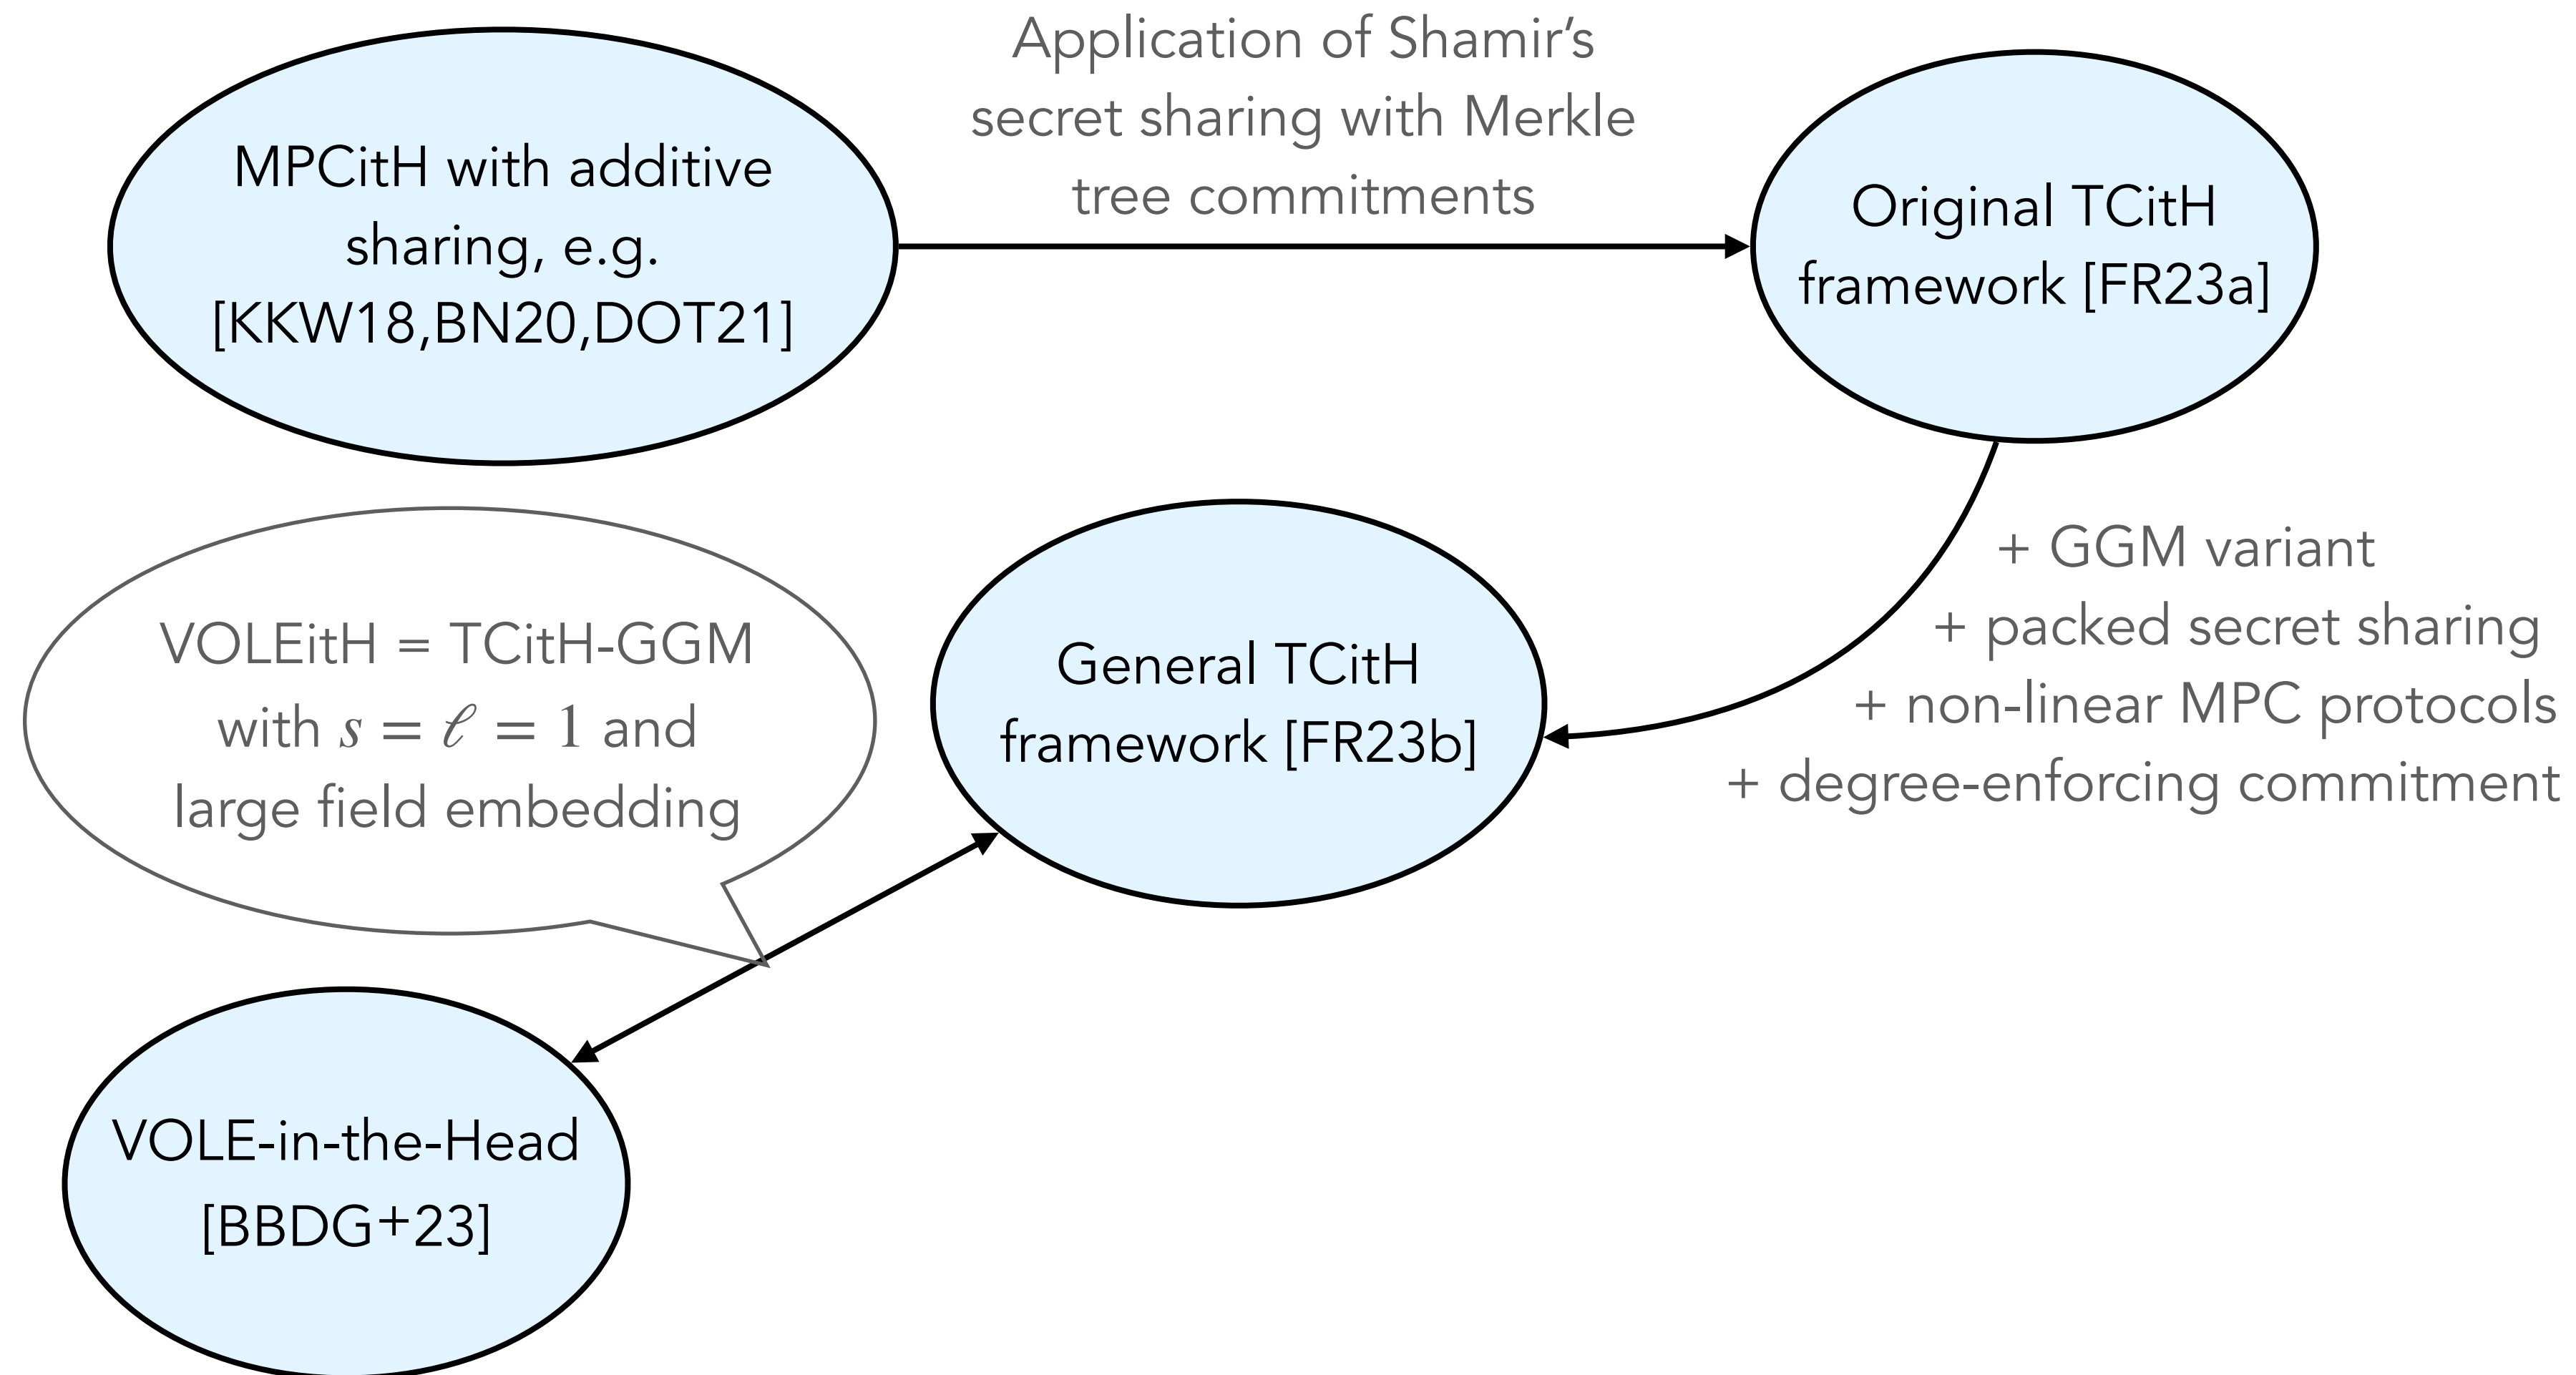 Application of Shamir’s
secret sharing with Merkle
tree commitments
MPCitH with additive
sharing, e.g.
[KKW18,BN20,DOT21]
Original TCitH
framework [FR23a]
+ GGM variant
+ packed secret sharing
+ non-linear MPC protocols
+ degree-enforcing commitment
General TCitH
framework [FR23b]
VOLEitH = TCitH-GGM
with s = ℓ = 1 and
large field embedding
VOLE-in-the-Head
[BBDG+23]